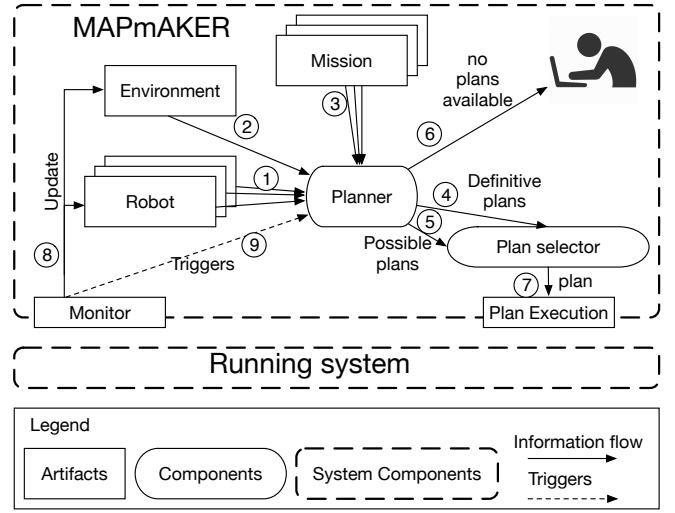 MAPmAKER
Mission
no
plans
available
Environment
3
2
6
Update
Robot
1
Planner
4
Definitive
plans
5
Possible
plans
Plan selector
8
9
Triggers
7
plan
Monitor
Plan Execution
Running system
Legend
Artifacts
Components
System Components
Information flow
Triggers